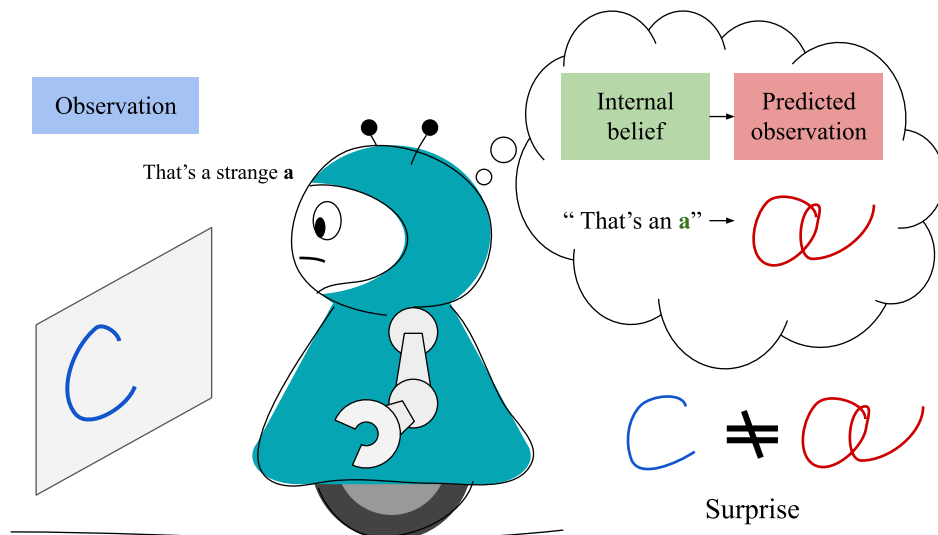 Observation
That's a strange a
C
Internal
belief
Predicted
observation
“ That's an a”
a
C ≠ a
Surprise